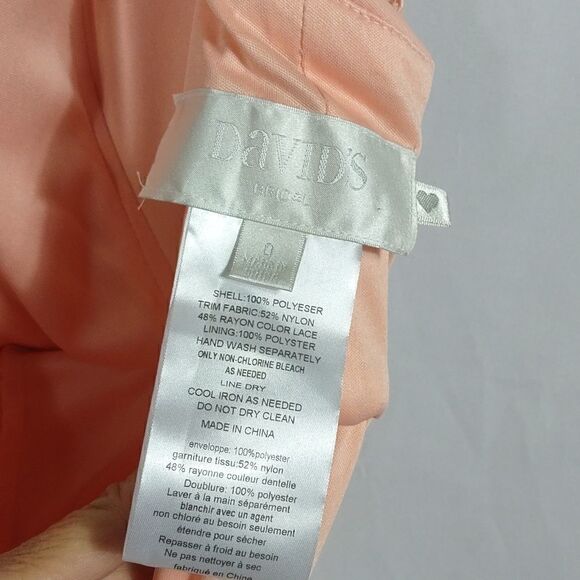 DaVID'S
BRIDAL
0
SHELL:100% POLYESER
TRIM FABRIC:52% NYLON
48% RAYON COLOR LACE
LINING:100% POLYSTER
HAND WASH SEPARATELY
ONLY NON-CHLORINE BLEACH
AS NEEDED
LINE DRY
COOL IRON AS NEEDED
DO NOT DRY CLEAN
MADE IN CHINA
enveloppe: 100%polyester
garniture tissu:52% nylon
48% rayonne couleur dentelle
Doublure: 100% polyester
Laver à la main séparément
blanchir avec un agent
non chloré au besoin seulement
étendre pour sécher
Repasser à froid au besoin
Ne pas nettoyer à sec
fabriqué en Chine